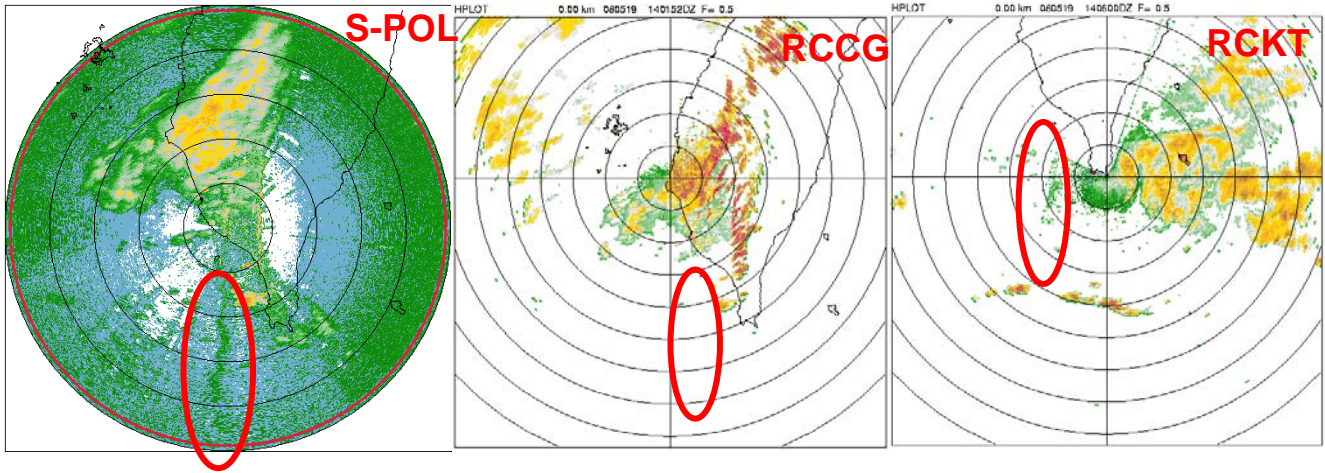 S-POL
HPLOT 0.00 km 080519 140152DZ F= 0.5
RCCG
HPLOT 0.00 km 080519 140600DZ F= 0.5
RCKT